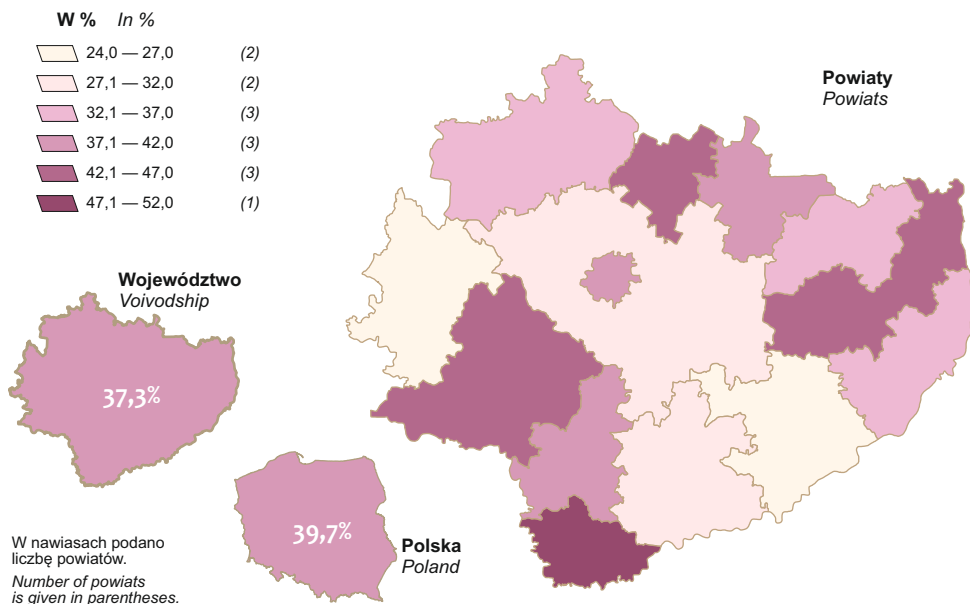 W % In %
24,0 — 27,0 (2)
27,1 — 32,0 (2)
32,1 — 37,0 (3)
37,1 — 42,0 (3)
42,1 — 47,0 (3)
47,1 — 52,0 (1)
Powiaty
Powiats
Województwo
Voivodship
37,3%
39,7%
Polska
Poland
W nawiasach podano
liczbę powiatów.
Number of powiats
is given in parentheses.